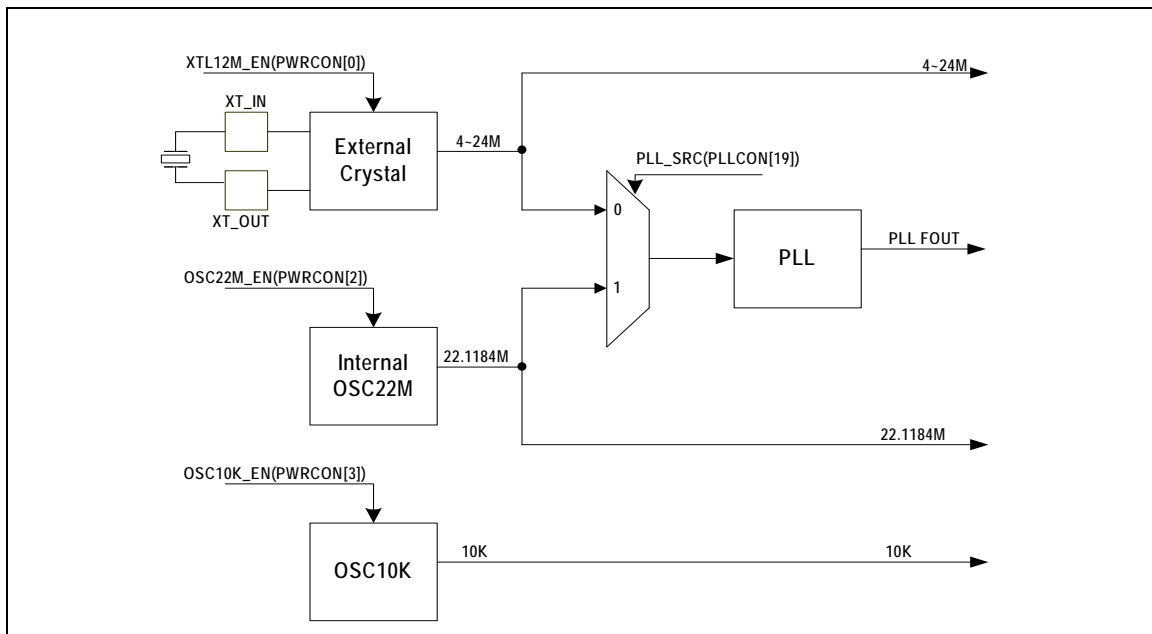 XTL12M_EN(PWRCON[0])
4~24M
XT_IN
External
Crystal
4~24M
PLL_SRC(PLLCON[19])
XT_OUT
0
PLL
PLL FOUT
OSC22M_EN(PWRCON[2])
1
Internal
OSC22M
22.1184M
22.1184M
OSC10K_EN(PWRCON[3])
OSC10K
10K
10K